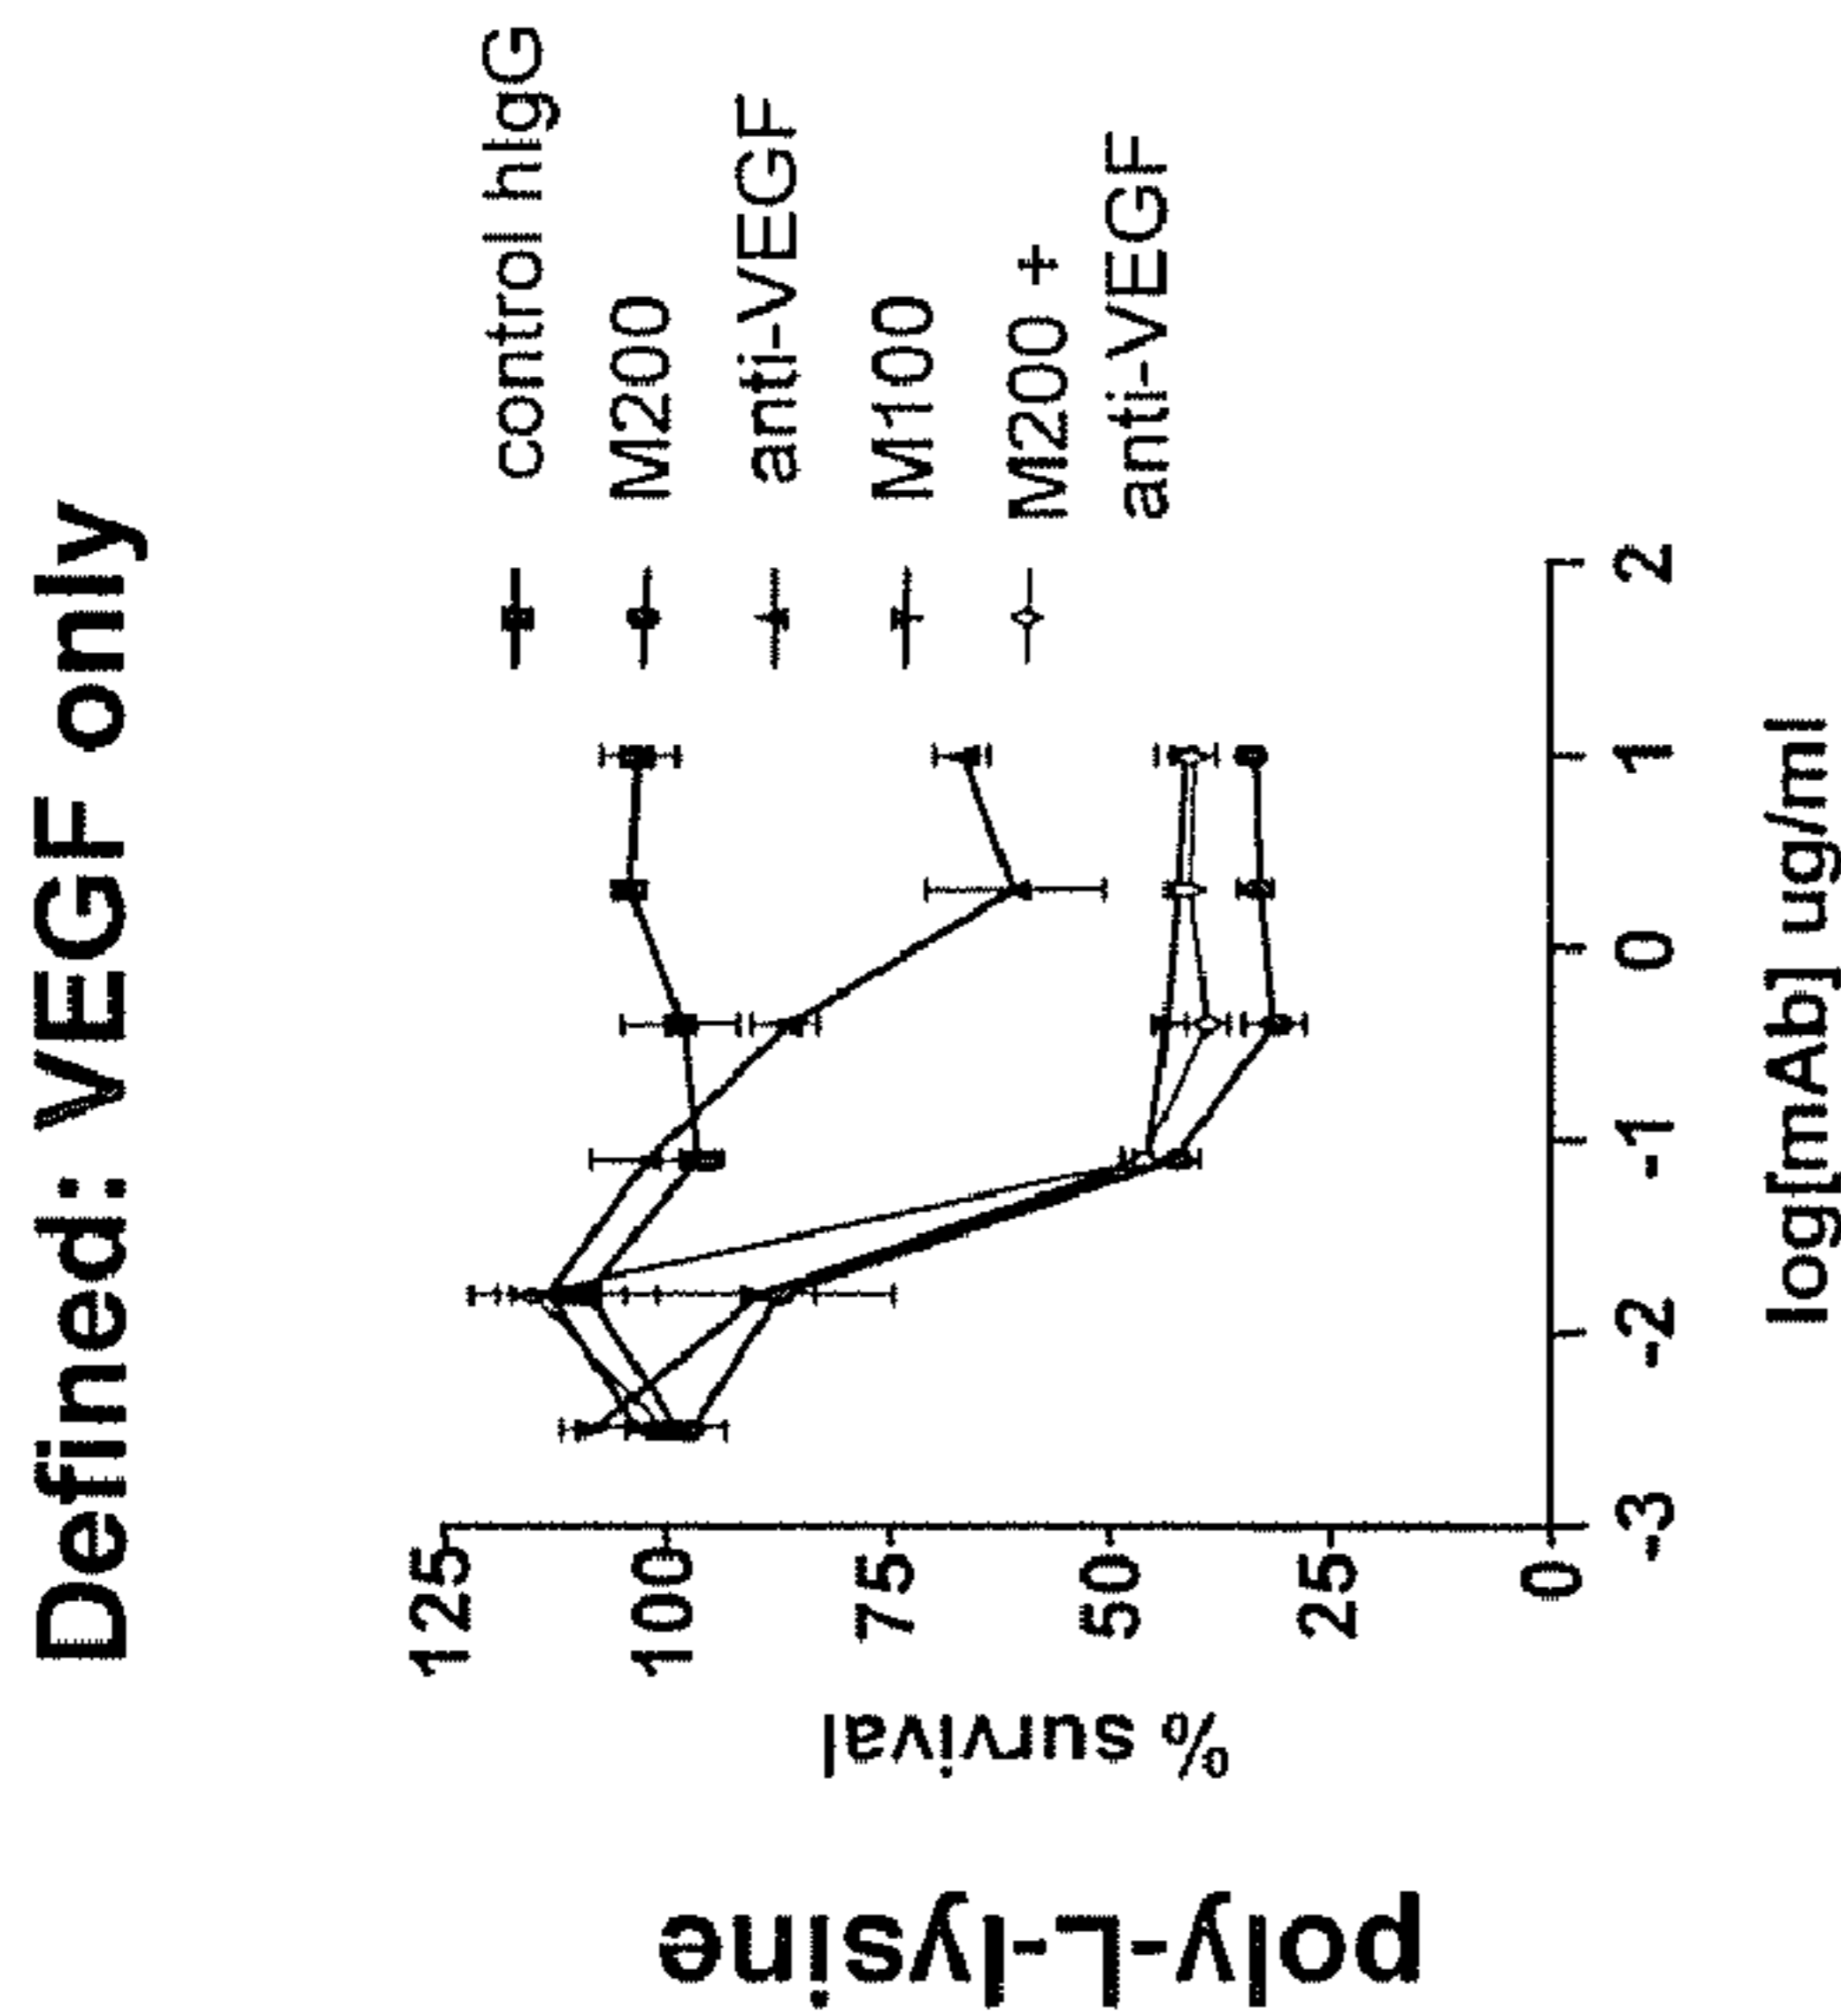 Defined: VEGF only
poly-L-lysine
% survival
125
100
75
50
25
0
-3
-2
-1
0
1
2
log[mAb] ug/ml
control hIgG
M200
anti-VEGF
M100
M200 +
anti-VEGF